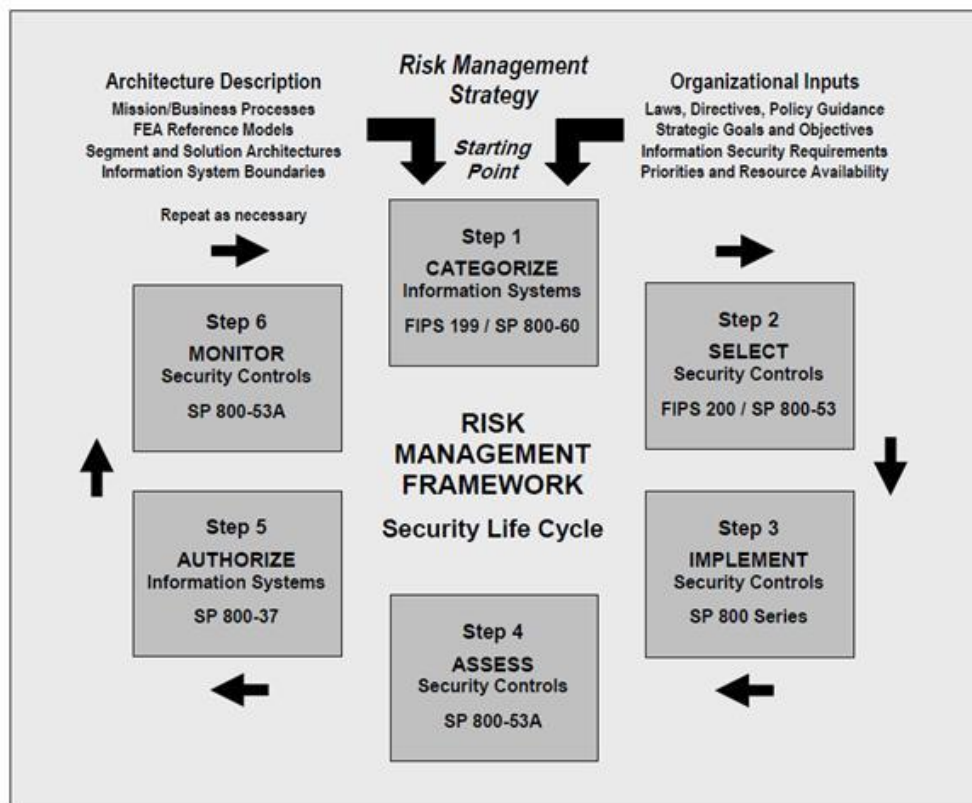 Architecture Description
Mission/Business Processes
FEA Reference Models
Segment and Solution Architectures
Information System Boundaries
Risk Management
Strategy
Starting
Point
Organizational Inputs
Laws, Directives, Policy Guidance
Strategic Goals and Objectives
Information Security Requirements
Priorities and Resource Availability
Repeat as necessary
Step 1
CATEGORIZE
Information Systems
FIPS 199 / SP 800-60
Step 2
SELECT
Security Controls
FIPS 200 / SP 800-53
Step 3
IMPLEMENT
Security Controls
SP 800 Series
Step 4
ASSESS
Security Controls
SP 800-53A
Step 5
AUTHORIZE
Information Systems
SP 800-37
Step 6
MONITOR
Security Controls
SP 800-53A
RISK
MANAGEMENT
FRAMEWORK
Security Life Cycle